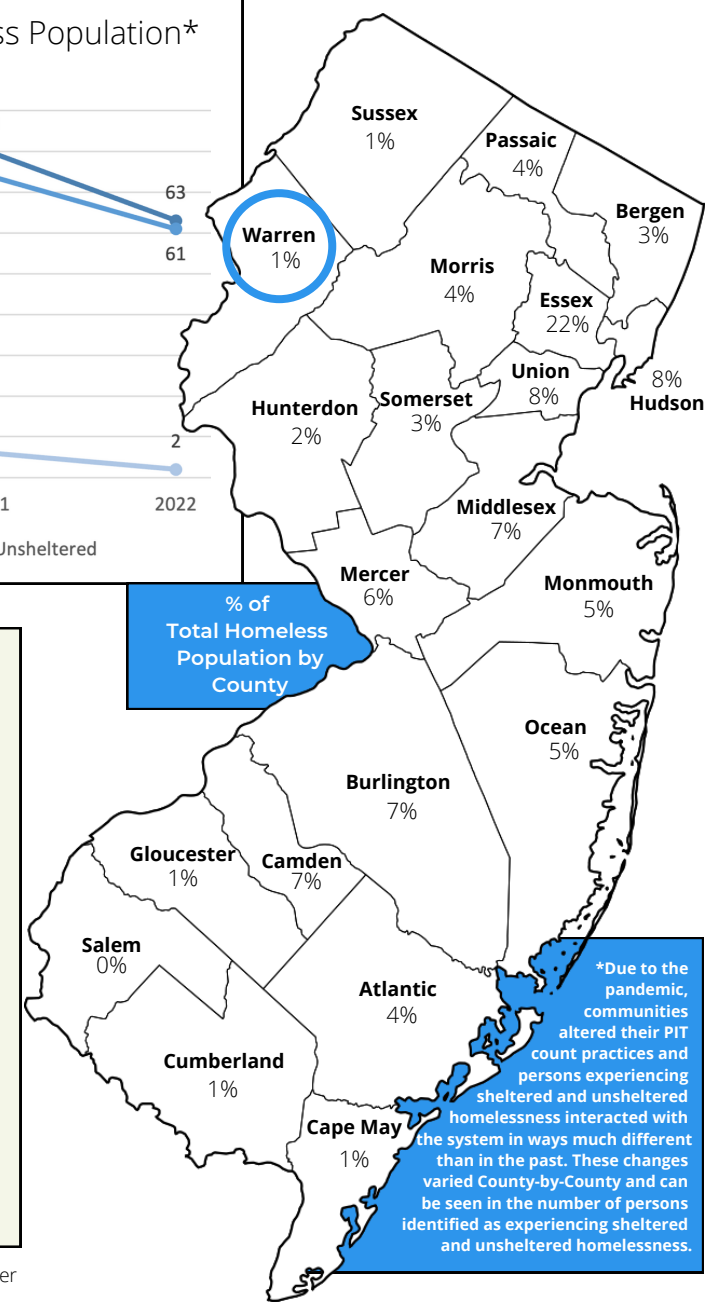 ss Population*
63
61
2
1
2022
Unsheltered
Sussex
1%
Passaic
4%
Bergen
3%
Warren
1%
Morris
4%
Essex
22%
Union
8%
8%
Hudson
Hunterdon
2%
Somerset
3%
Middlesex
7%
Mercer
6%
Monmouth
5%
% of
Total Homeless
Population by
County
Ocean
5%
Burlington
7%
Gloucester
1%
Camden
7%
Salem
0%
Atlantic
4%
Cumberland
1%
Cape May
1%
*Due to the
pandemic,
communities
altered their PIT
count practices and
persons experiencing
sheltered and unsheltered
homelessness interacted with
the system in ways much different
than in the past. These changes
varied County-by-County and can
be seen in the number of persons
identified as experiencing sheltered
and unsheltered homelessness.
er